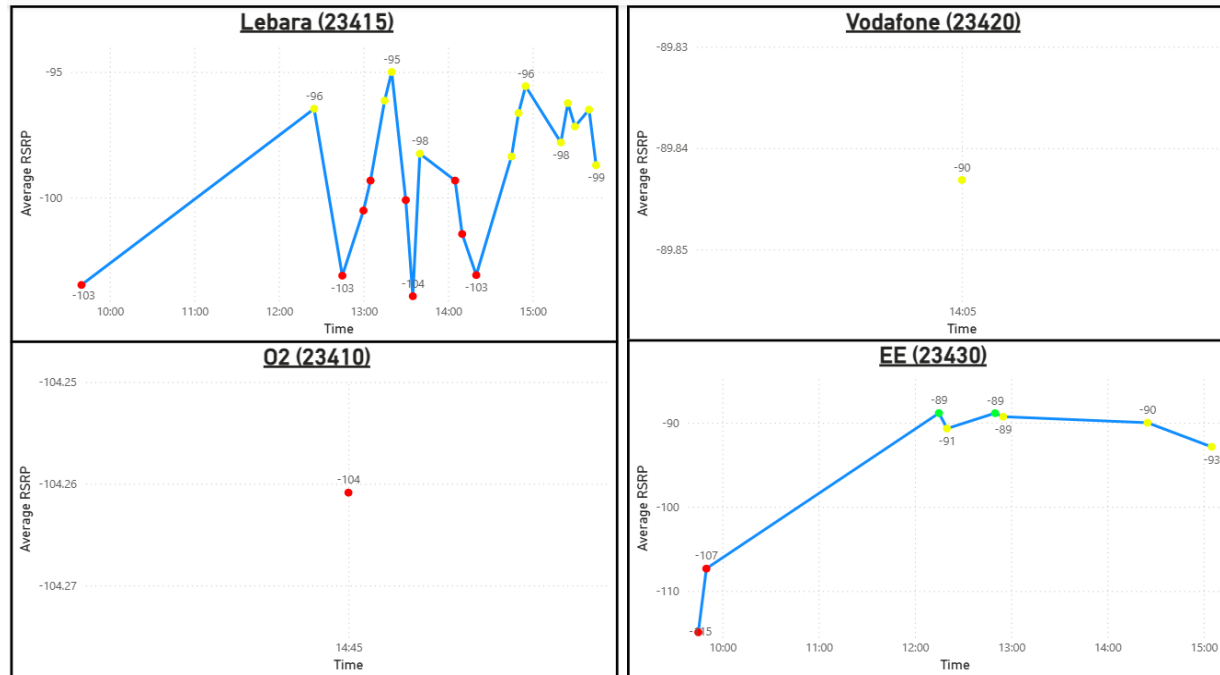 Lebara (23415)
Average RSRP
-95
-100
-103
-96
-103
-95
-104
-98
-103
-96
-98
-99
10:00 11:00 12:00 13:00 14:00 15:00
Time
Vodafone (23420)
Average RSRP
-89.83
-89.84
-89.85
-90
14:05
Time
O2 (23410)
Average RSRP
-104.25
-104.26
-104.27
-104
14:45
Time
EE (23430)
Average RSRP
-90
-100
-110
-115
-107
-89
-91
-89
-89
-90
-93
10:00 11:00 12:00 13:00 14:00 15:00
Time